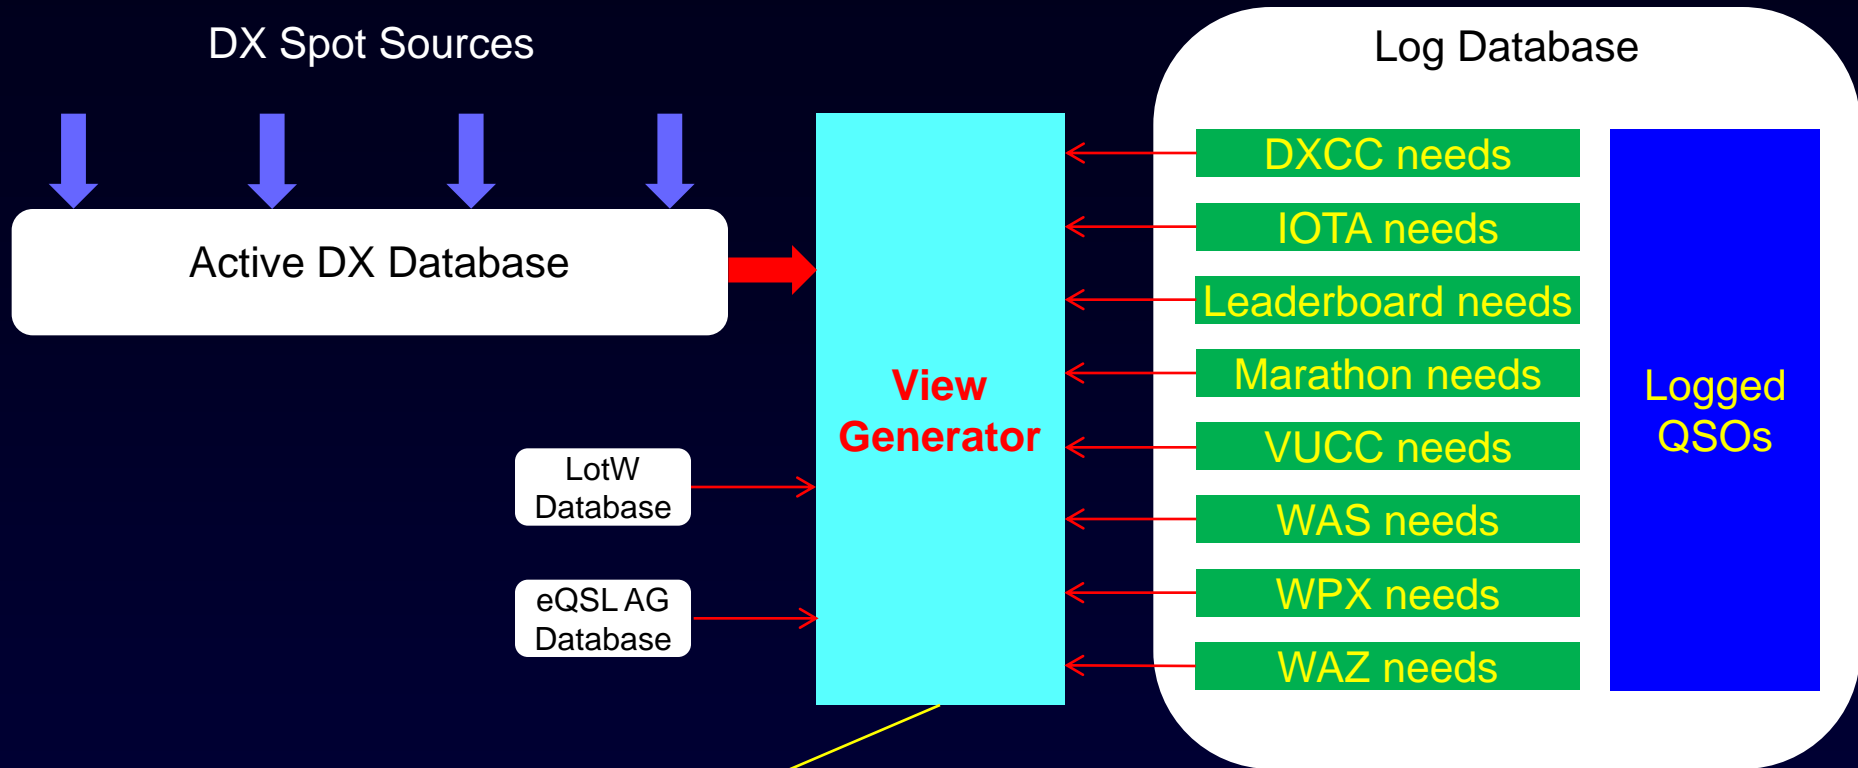 DX Spot Sources
Active DX Database
LotW
Database
eQSL AG
Database
View
Generator
Log Database
DXCC needs
IOTA needs
Leaderboard needs
Marathon needs
VUCC needs
WAS needs
WPX needs
WAZ needs
Logged
QSOs